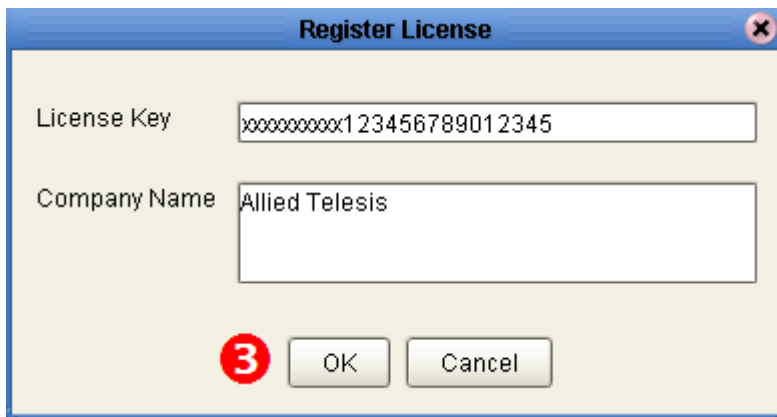 Register License
License Key xxxxxxxxxx123456789012345
Company Name Allied Telesis
3 OK Cancel